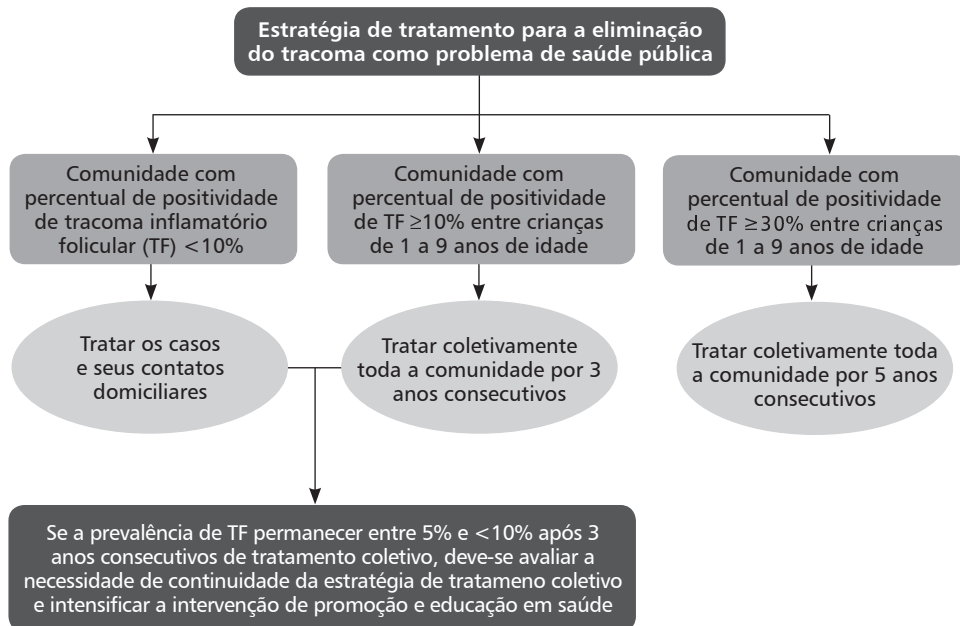 Estratégia de tratamento para a eliminação
do tracoma como problema de saúde pública
Comunidade com
percentual de positividade
de tracoma inflamatório
folicular (TF) <10%
Comunidade com
percentual de positividade
de TF ≥10% entre crianças
de 1 a 9 anos de idade
Comunidade com
percentual de positividade
de TF ≥30% entre crianças
de 1 a 9 anos de idade
Tratar os casos
e seus contatos
domiciliares
Tratar coletivamente
toda a comunidade por 3
anos consecutivos
Tratar coletivamente toda
a comunidade por 5 anos
consecutivos
Se a prevalência de TF permanecer entre 5% e <10% após 3
anos consecutivos de tratamento coletivo, deve-se avaliar a
necessidade de continuidade da estratégia de tratameno coletivo
e intensificar a intervenção de promoção e educação em saúde